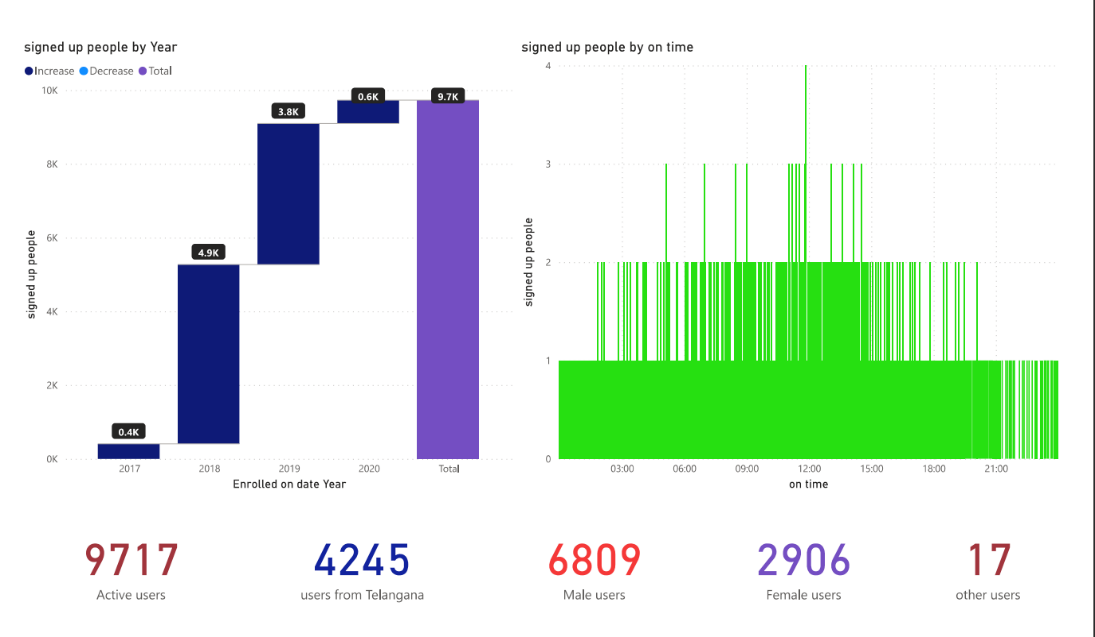 signed up people by Year
Increase Decrease Total
10K
8K
6K
4K
2K
0K
signed up people
0.4K
4.9K
3.8K
0.6K
9.7K
2017 2018 2019 2020 Total
Enrolled on date Year
signed up people by on time
4
3
2
1
0
signed up people
03:00 06:00 09:00 12:00 15:00 18:00 21:00
on time
9717 4245 6809 2906 17
Active users users from Telangana Male users Female users other users